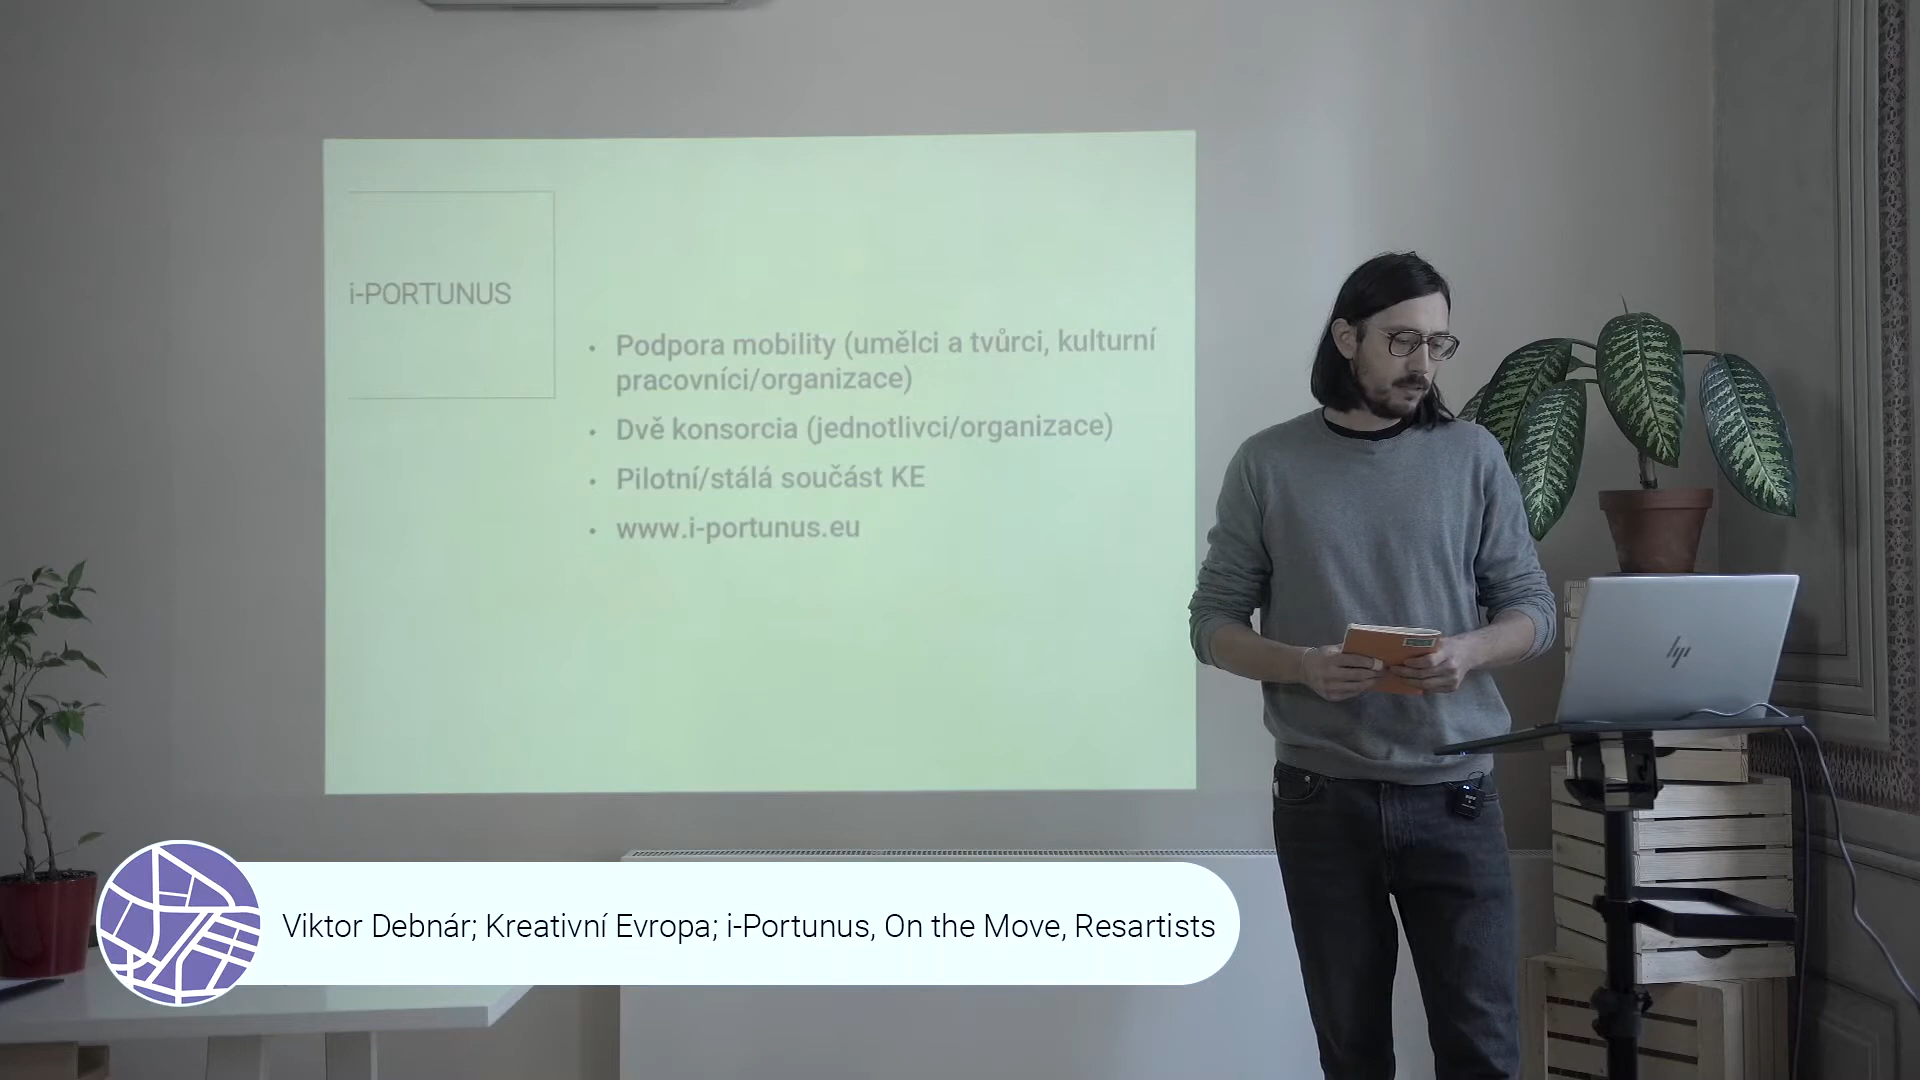 i-PORTUNUS
• Podpora mobility (umělci a tvůrci, kulturní
pracovníci/organizace)
• Dvě konsorcia (jednotlivci/organizace)
• Pilotní/stálá součást KE
• www.i-portunus.eu
hp
Viktor Debnár; Kreativní Evropa; i-Portunus, On the Move, Resartists